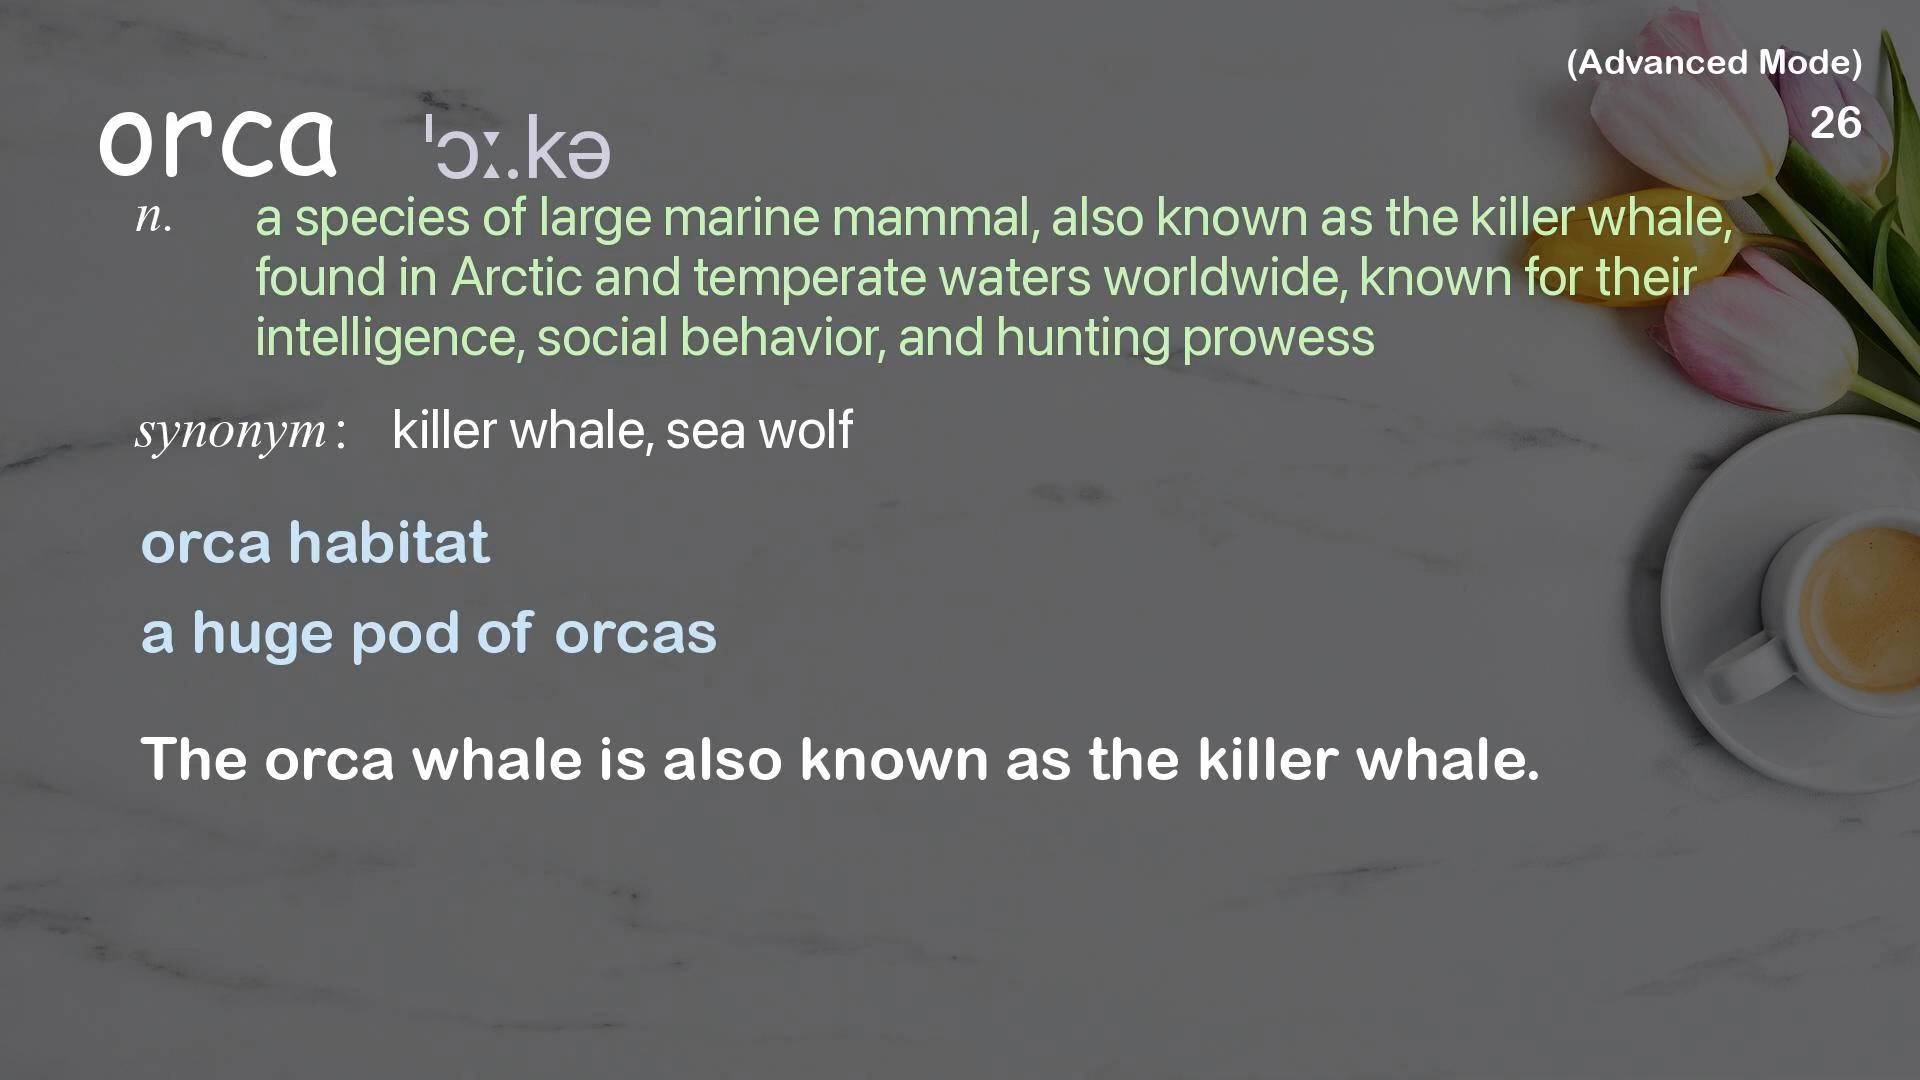 (Advanced Mode)
26
orca ˈɔː.kə
n. a species of large marine mammal, also known as the killer whale,
found in Arctic and temperate waters worldwide, known for their
intelligence, social behavior, and hunting prowess
synonym: killer whale, sea wolf
orca habitat
a huge pod of orcas
The orca whale is also known as the killer whale.